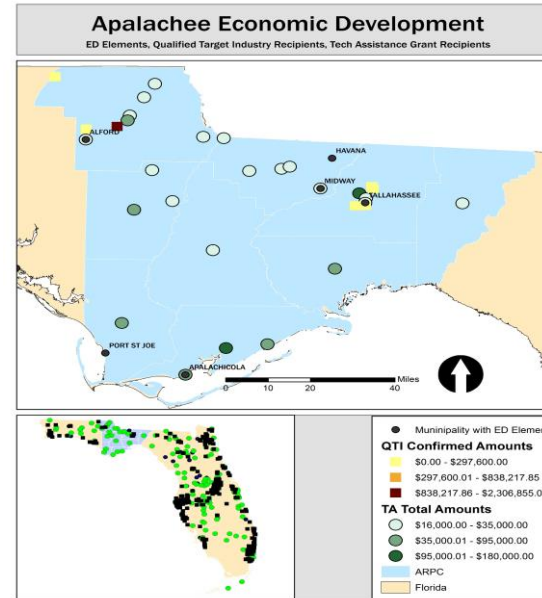 Apalachee Economic Development
ED Elements, Qualified Target Industry Recipients, Tech Assistance Grant Recipients
ALFORD
HAVANA
MIDWAY
TALLAHASSEE
PORT ST JOE
APALACHICOLA
Miles
0 10 20 40
Muninipality with ED Elemen
QTI Confirmed Amounts
$0.00 - $297,600.00
$297,600.01 - $838,217.85
$838,217.86 - $2,306,855.0
TA Total Amounts
$16,000.00 - $35,000.00
$35,000.01 - $95,000.00
$95,000.01 - $180,000.00
ARPC
Florida